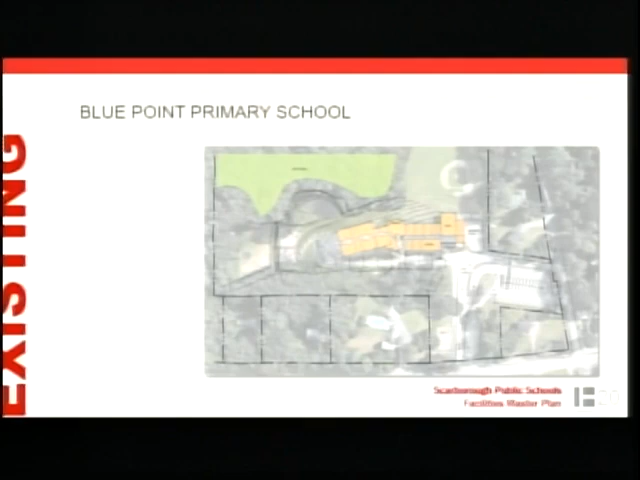 BLUE POINT PRIMARY SCHOOL
EXISTING
Scarborough Public Schools
Facilities Master Plan